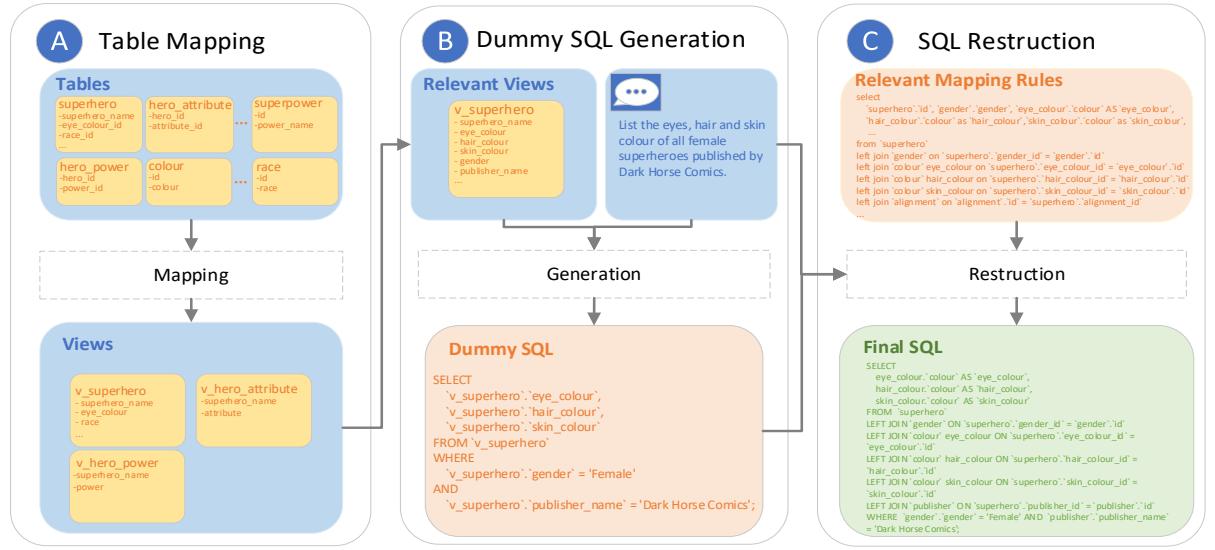 A Table Mapping
Tables
superhero
-superhero_name
-eye_colour_id
-race_id
...
hero_attribute
-hero_id
-attribute_id
...
superpower
-id
-power_name
hero_power
-hero_id
-power_id
colour
-id
-colour
...
race
-id
-race
Mapping
Views
v_superhero
- superhero_name
- eye_colour
- race
...
v_hero_attribute
-superhero_name
-attribute
v_hero_power
-superhero_name
-power
B Dummy SQL Generation
Relevant Views
v_superhero
- superhero_name
- eye_colour
- hair_colour
- skin_colour
- gender
- publisher_name
...
List the eyes, hair and skin
colour of all female
superheroes published by
Dark Horse Comics.
Generation
Dummy SQL
SELECT
`v_superhero`.`eye_colour`,
`v_superhero`.`hair_colour`,
`v_superhero`.`skin_colour`
FROM `v_superhero`
WHERE
`v_superhero`.`gender` = 'Female'
AND
`v_superhero`.`publisher_name` = 'Dark Horse Comics';
C SQL Restruction
Relevant Mapping Rules
select
`superhero`.`id`, `gender`.`gender`, `eye_colour`.`colour` AS `eye_colour`,
`hair_colour`.`colour` as `hair_colour`,`skin_colour`.`colour` as `skin_colour`,
...
from `superhero`
left join `gender` on `superhero`.`gender_id` = `gender`.`id`
left join `colour` eye_colour on `superhero`.`eye_colour_id` = `eye_colour`.`id`
left join `colour` hair_colour on `superhero`.`hair_colour_id` = `hair_colour`.`id`
left join `colour` skin_colour on `superhero`.`skin_colour_id` = `skin_colour`.`id`
left join `alignment` on `alignment`.`id` = `superhero`.`alignment_id`
...
Restruction
Final SQL
SELECT
eye_colour.`colour` AS `eye_colour`,
hair_colour.`colour` AS `hair_colour`,
skin_colour.`colour` AS `skin_colour`
FROM `superhero`
LEFT JOIN `gender` ON `superhero`.`gender_id` = `gender`.`id`
LEFT JOIN `colour` eye_colour ON `superhero`.`eye_colour_id` =
`eye_colour`.`id`
LEFT JOIN `colour` hair_colour ON `superhero`.`hair_colour_id` =
`hair_colour`.`id`
LEFT JOIN `colour` skin_colour ON `superhero`.`skin_colour_id` =
`skin_colour`.`id`
LEFT JOIN `publisher` ON `superhero`.`publisher_id` = `publisher`.`id`
WHERE `gender`.`gender` = 'Female' AND `publisher`.`publisher_name`
= 'Dark Horse Comics';